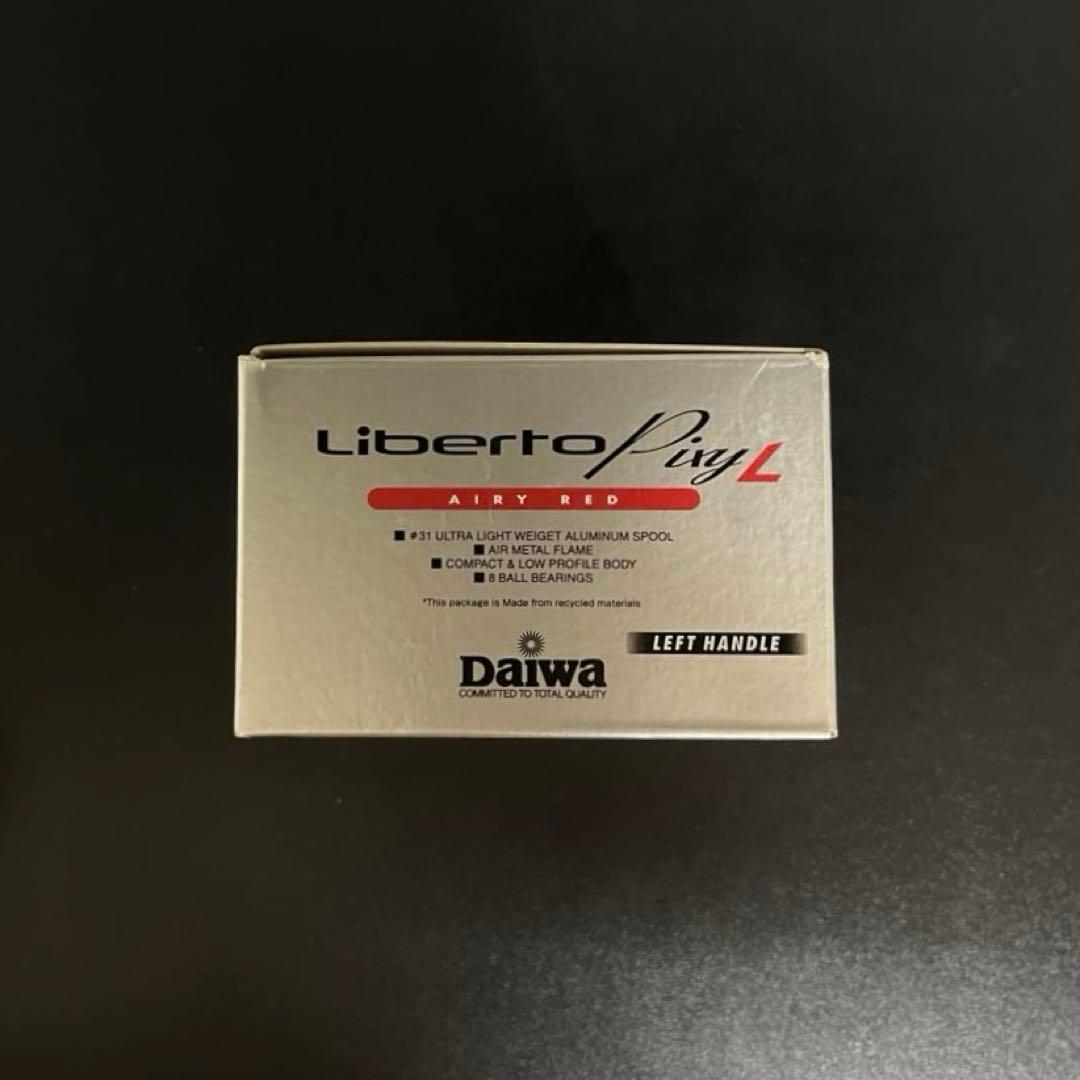 Liberto Pixy L
AIRY RED
■ φ31 ULTRA LIGHT WEIGET ALUMINUM SPOOL
■ AIR METAL FLAME
■ COMPACT & LOW PROFILE BODY
■ 8 BALL BEARINGS
*This package is Made from recycled materials
LEFT HANDLE
Daiwa
COMMITTED TO TOTAL QUALITY